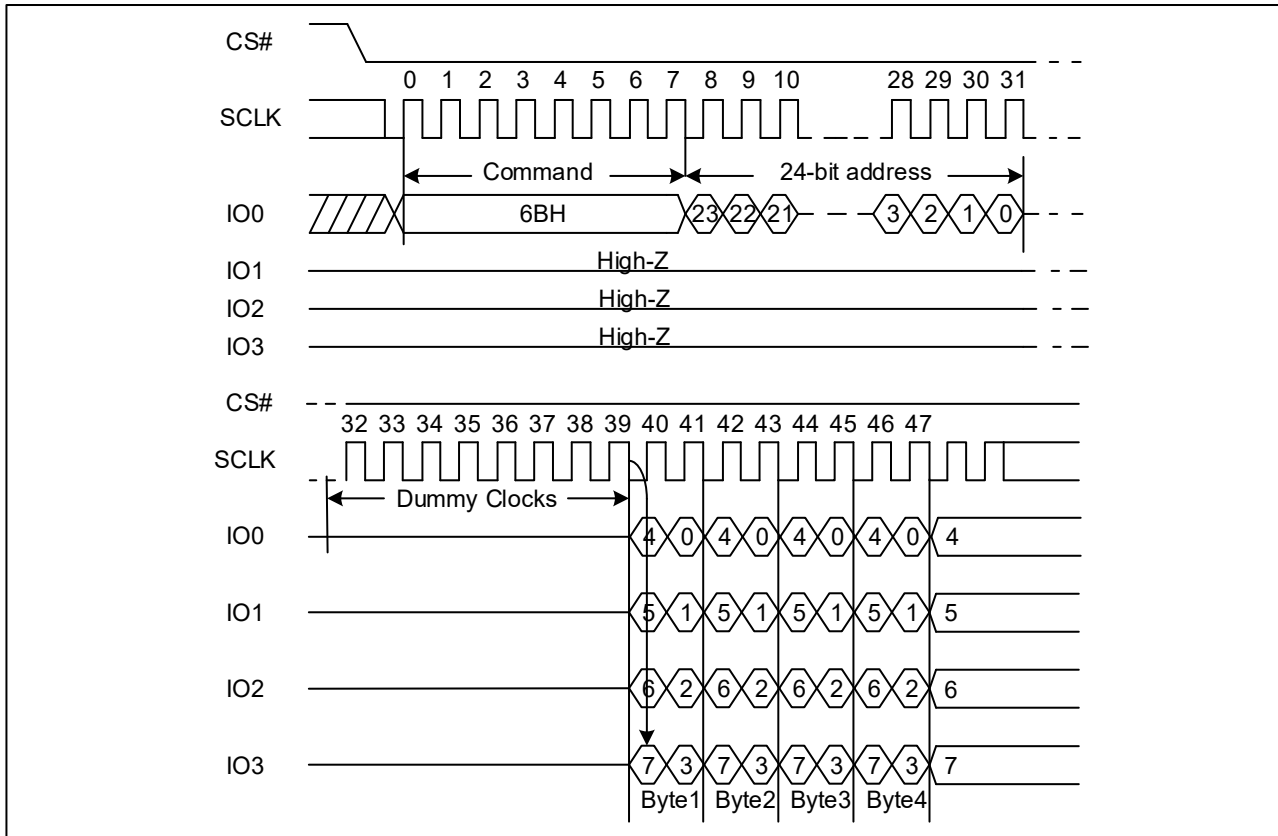 CS#
0 1 2 3 4 5 6 7 8 9 10 28 29 30 31
SCLK
Command 24-bit address
IO0 6BH 23 22 21 3 2 1 0
IO1 High-Z
IO2 High-Z
IO3 High-Z
CS#
32 33 34 35 36 37 38 39 40 41 42 43 44 45 46 47
SCLK
Dummy Clocks
IO0 4 0 4 0 4 0 4 0 4
IO1 5 1 5 1 5 1 5 1 5
IO2 6 2 6 2 6 2 6 2 6
IO3 7 3 7 3 7 3 7 3 7
Byte1 Byte2 Byte3 Byte4